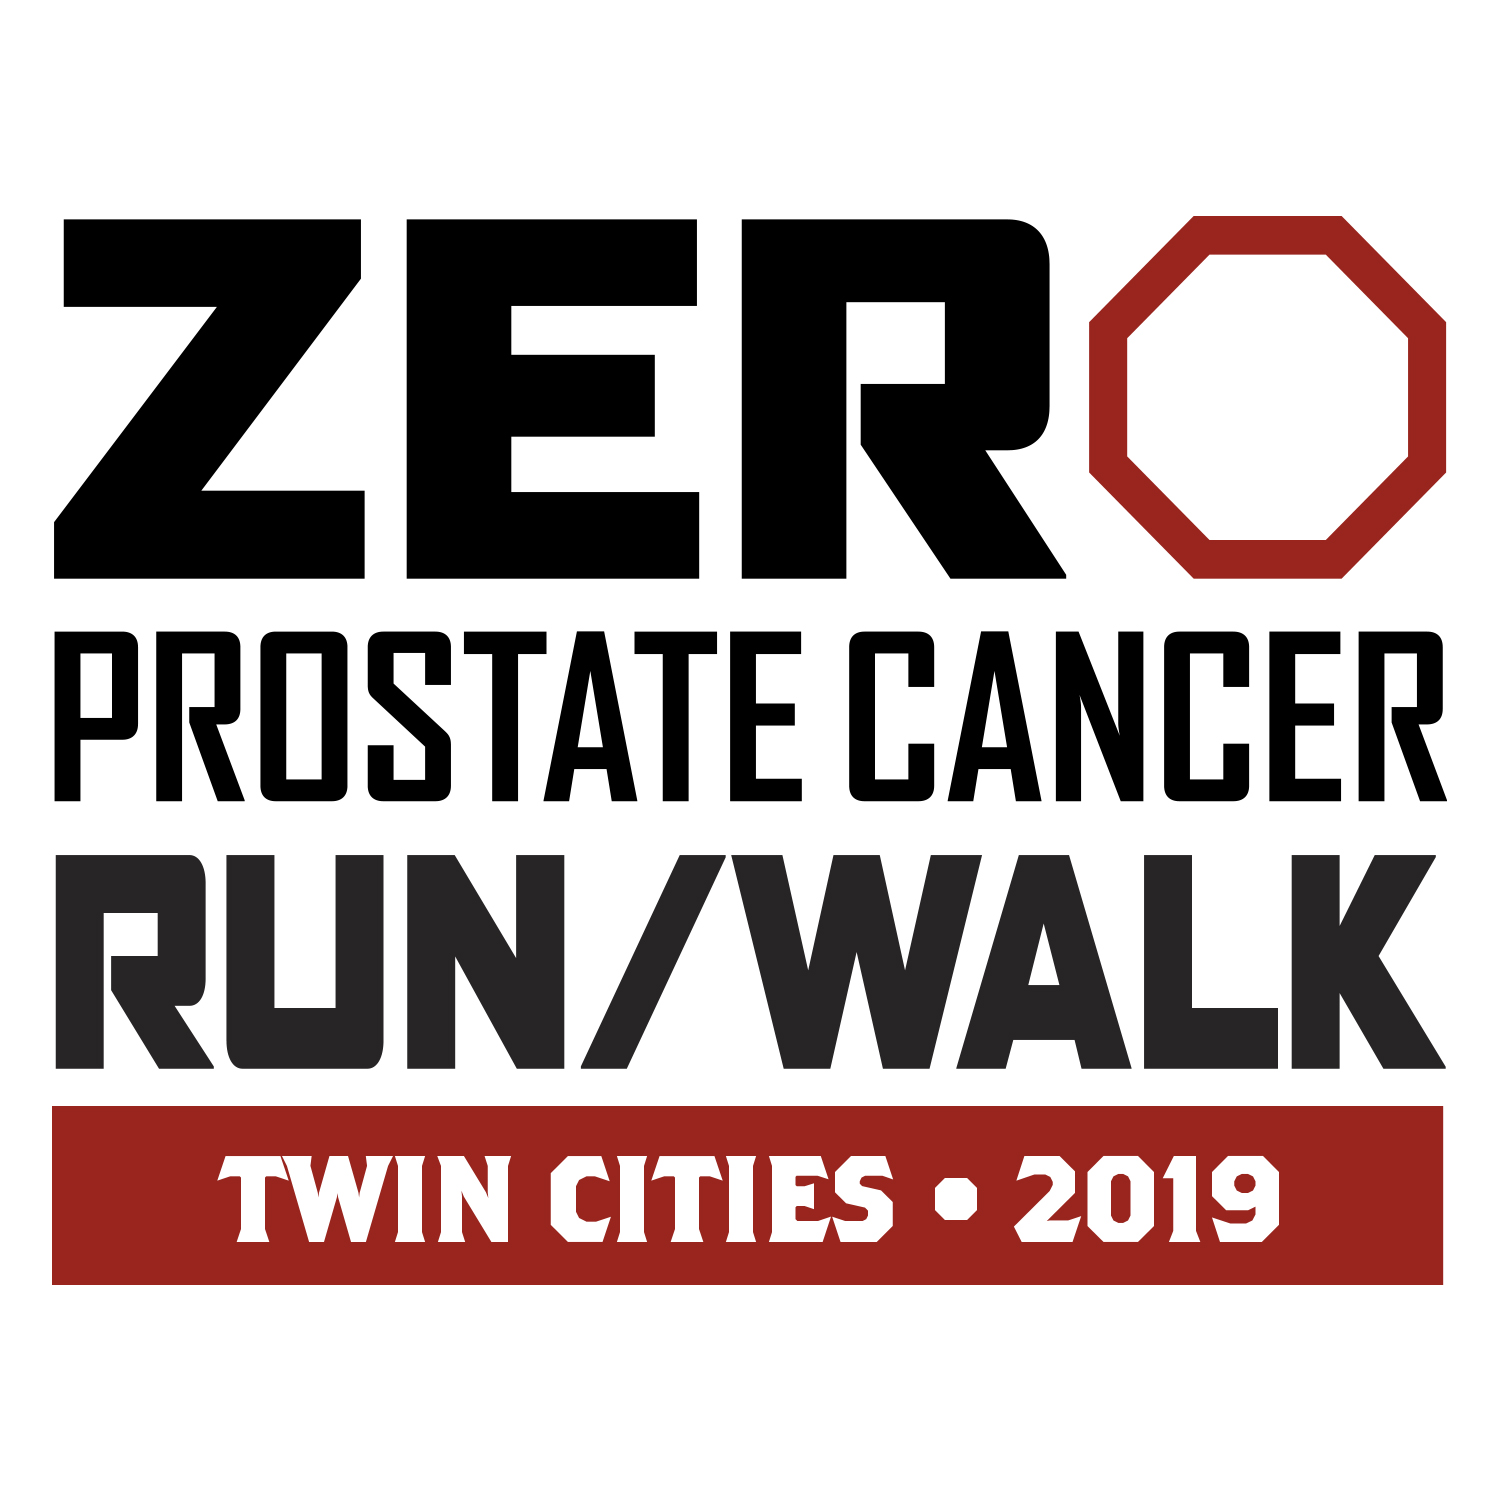 ZERO
PROSTATE CANCER
RUN/WALK
TWIN CITIES • 2019